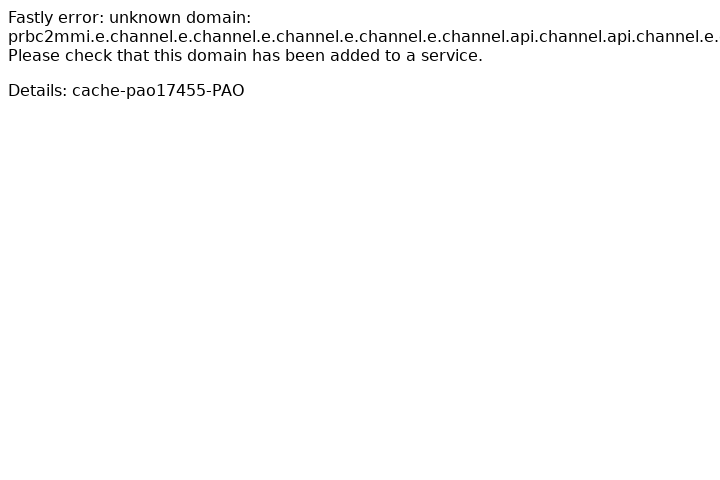 Fastly error: unknown domain:
prbc2mmi.e.channel.e.channel.e.channel.e.channel.e.channel.api.channel.api.channel.e.
Please check that this domain has been added to a service.
Details: cache-pao17455-PAO